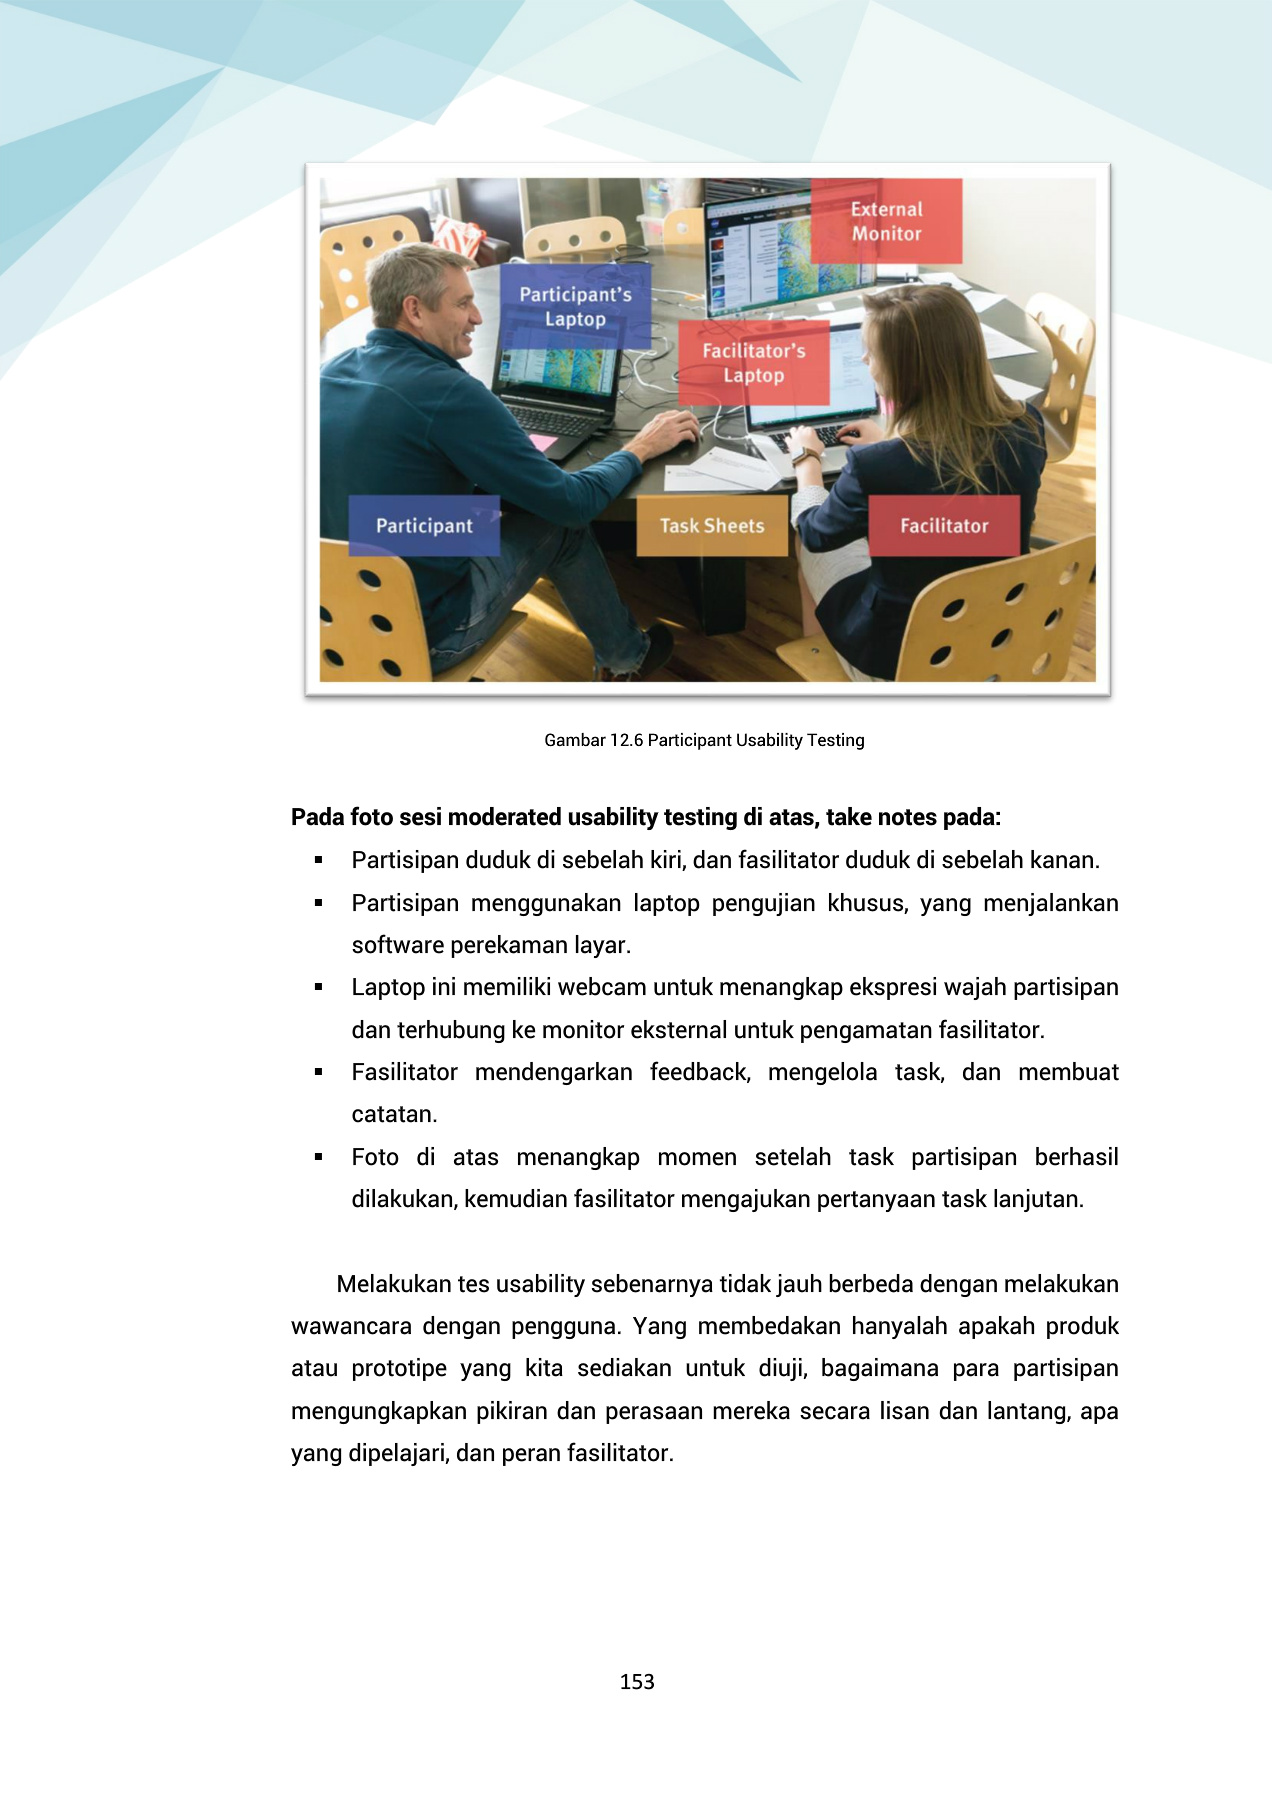 External
Monitor
Participant's
Laptop
Facilitator's
Laptop
Participant
Task Sheets
Facilitator
Gambar 12.6 Participant Usability Testing
Pada foto sesi moderated usability testing di atas, take notes pada:
▪ Partisipan duduk di sebelah kiri, dan fasilitator duduk di sebelah kanan.
▪ Partisipan menggunakan laptop pengujian khusus, yang menjalankan
software perekaman layar.
▪ Laptop ini memiliki webcam untuk menangkap ekspresi wajah partisipan
dan terhubung ke monitor eksternal untuk pengamatan fasilitator.
▪ Fasilitator mendengarkan feedback, mengelola task, dan membuat
catatan.
▪ Foto di atas menangkap momen setelah task partisipan berhasil
dilakukan, kemudian fasilitator mengajukan pertanyaan task lanjutan.
Melakukan tes usability sebenarnya tidak jauh berbeda dengan melakukan
wawancara dengan pengguna. Yang membedakan hanyalah apakah produk
atau prototipe yang kita sediakan untuk diuji, bagaimana para partisipan
mengungkapkan pikiran dan perasaan mereka secara lisan dan lantang, apa
yang dipelajari, dan peran fasilitator.
153